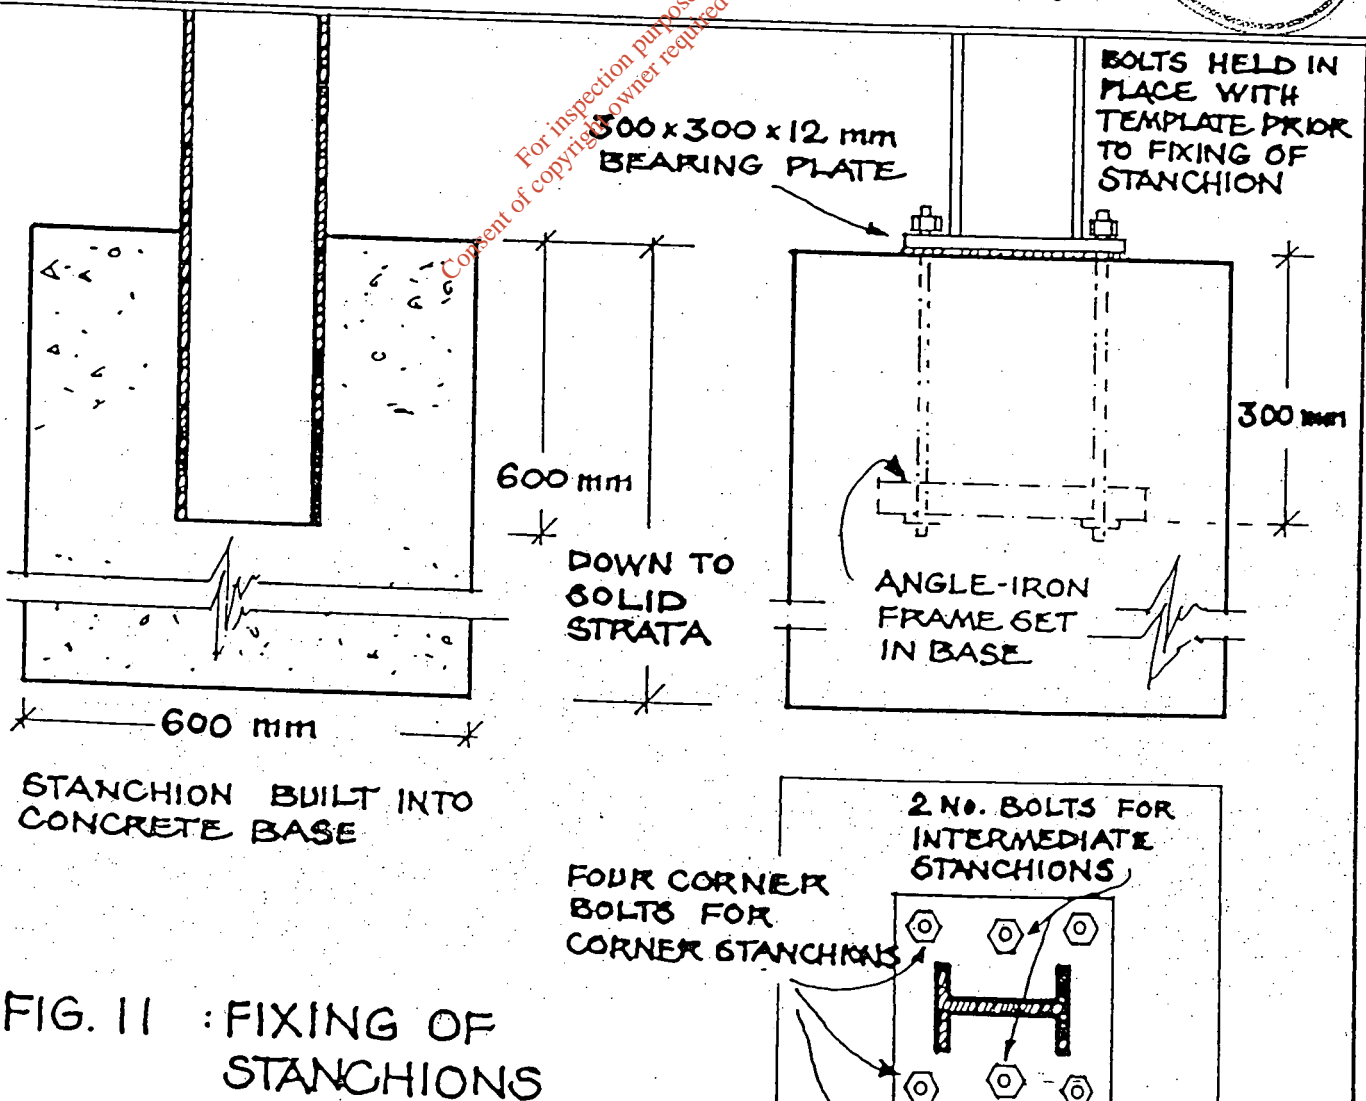 For inspection purpose
Consent of copyright owner required
BOLTS HELD IN
PLACE WITH
TEMPLATE PRIOR
TO FIXING OF
STANCHION
300 x 300 x 12 mm
BEARING PLATE
600 mm
DOWN TO
SOLID
STRATA
300 mm
ANGLE-IRON
FRAME SET
IN BASE
600 mm
STANCHION BUILT INTO
CONCRETE BASE
2 No. BOLTS FOR
INTERMEDIATE
STANCHIONS
FOUR CORNER
BOLTS FOR
CORNER STANCHIONS
FIG. 11 : FIXING OF
STANCHIONS